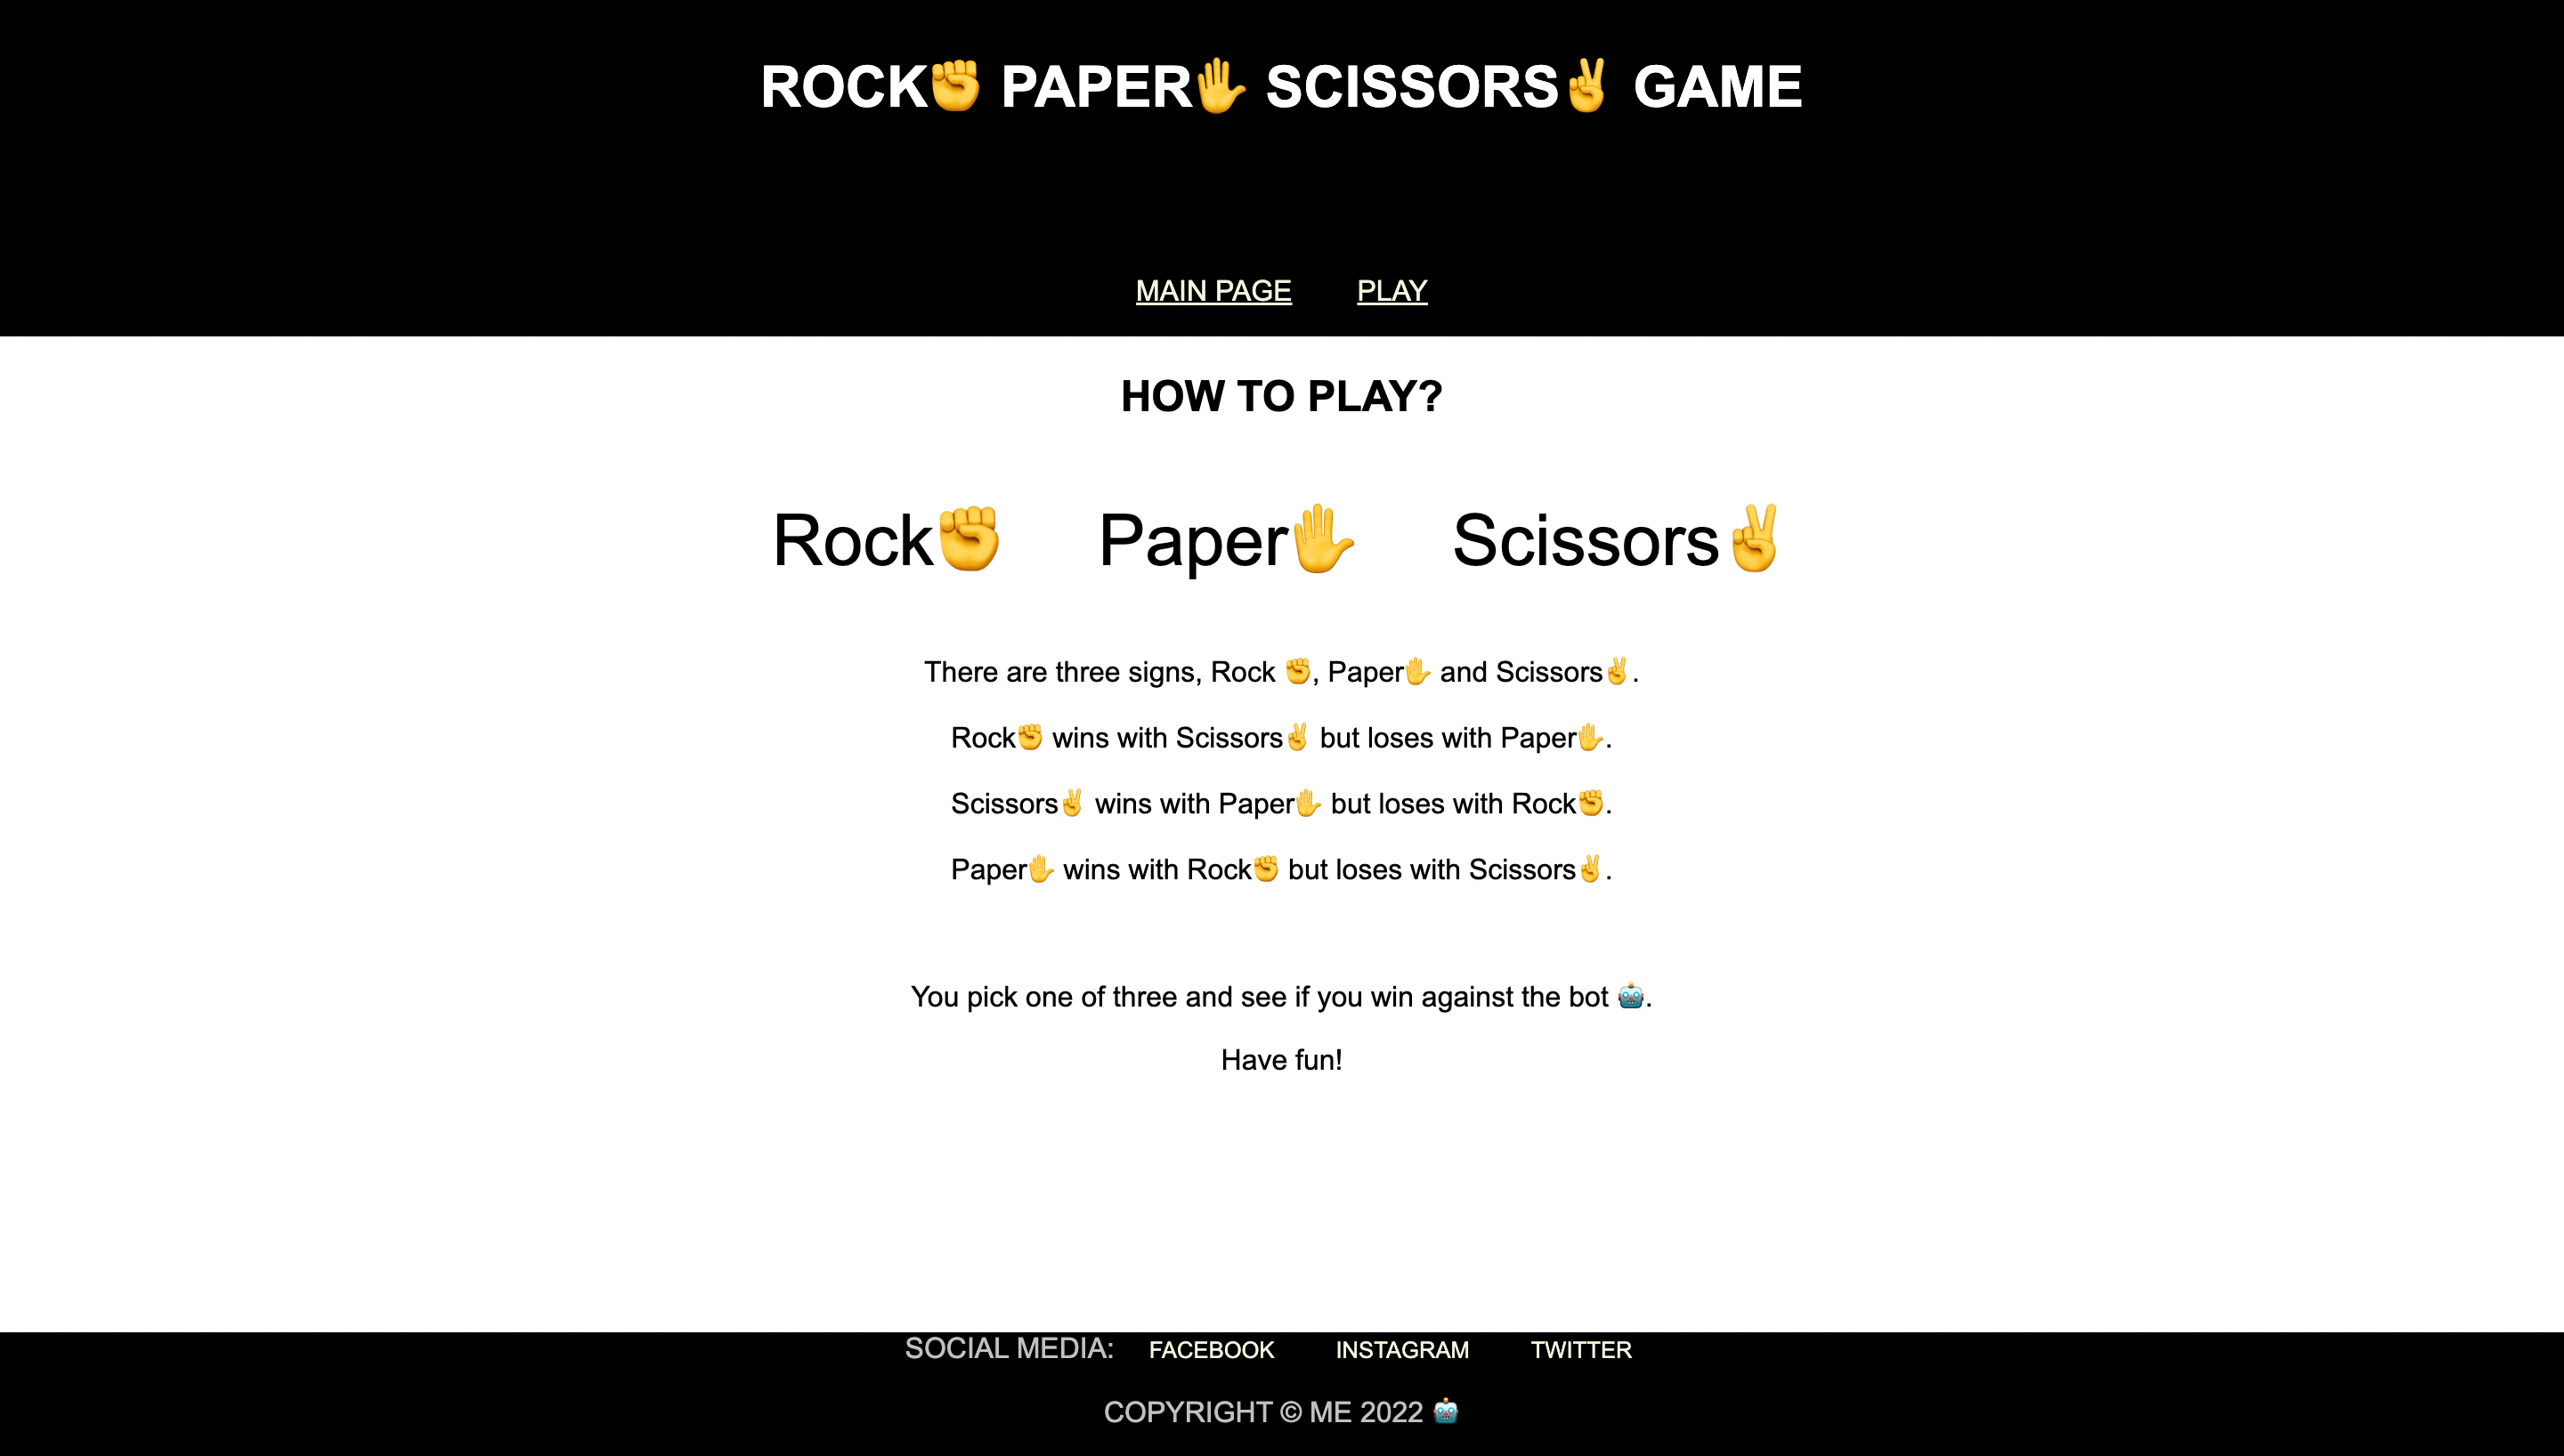 ROCK✊ PAPER✋ SCISSORS✌ GAME
MAIN PAGE PLAY
HOW TO PLAY?
Rock✊ Paper✋ Scissors✌
There are three signs, Rock ✊, Paper✋ and Scissors✌.
Rock✊ wins with Scissors✌ but loses with Paper✋.
Scissors✌ wins with Paper✋ but loses with Rock✊.
Paper✋ wins with Rock✊ but loses with Scissors✌.
You pick one of three and see if you win against the bot 🤖.
Have fun!
SOCIAL MEDIA: FACEBOOK INSTAGRAM TWITTER
COPYRIGHT © ME 2022 🤖